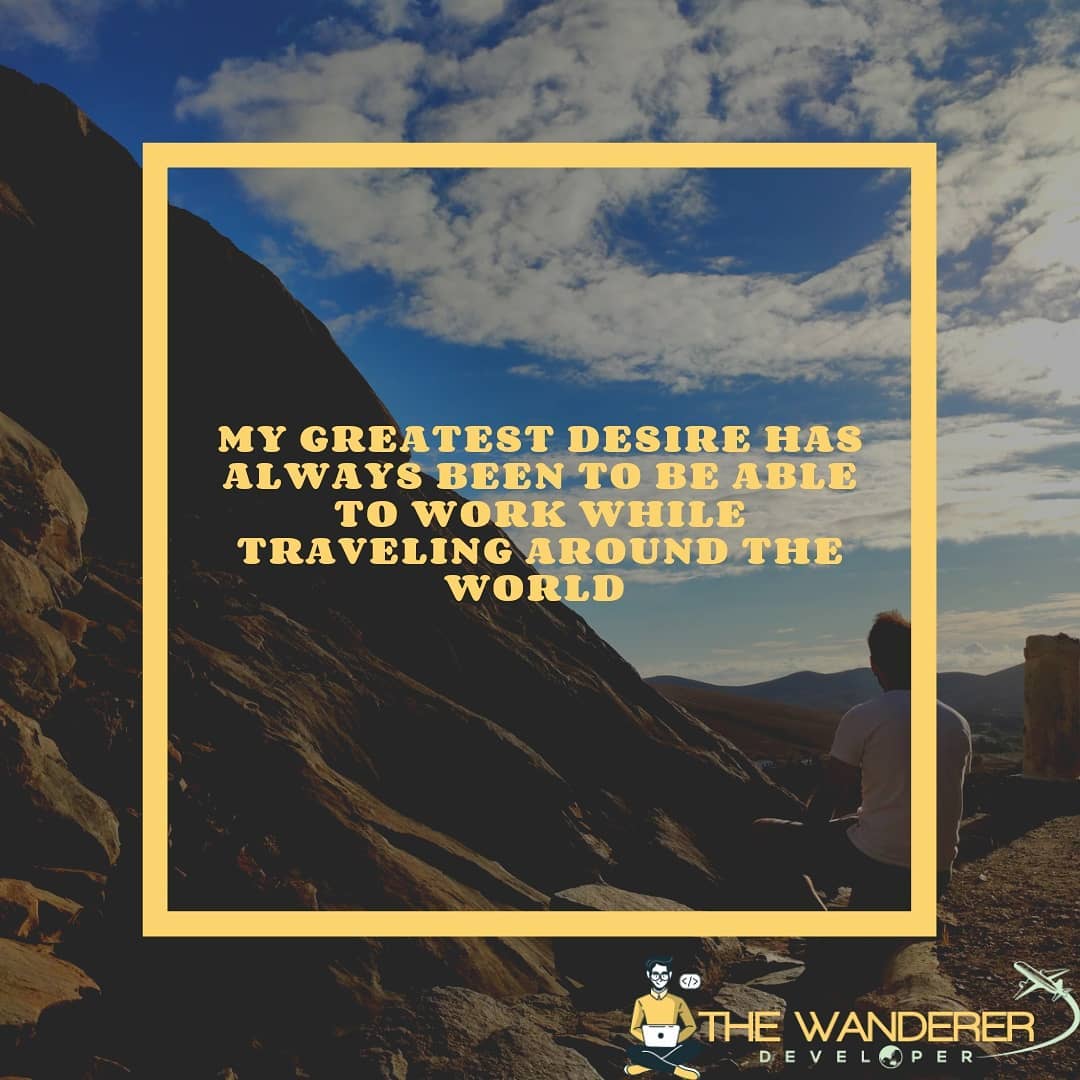 MY GREATEST DESIRE HAS
ALWAYS BEEN TO BE ABLE
TO WORK WHILE
TRAVELING AROUND THE
WORLD
</>
THE WANDERER
DEVELOPER